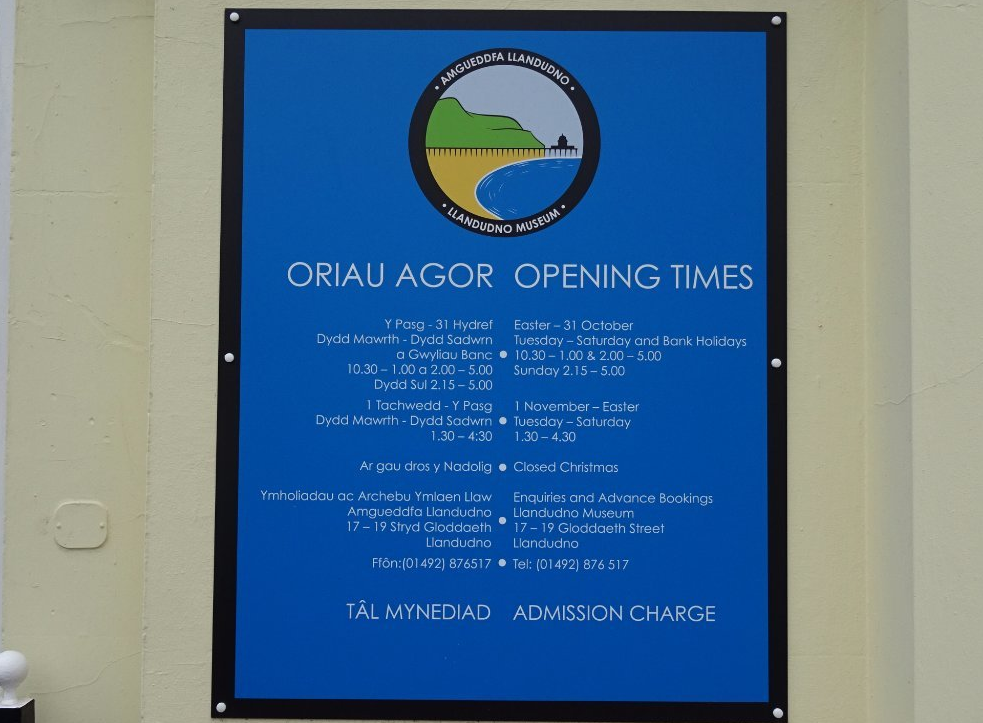 • AMGUEDDFA LLANDUDNO •
• LLANDUDNO MUSEUM •
ORIAU AGOR
Y Pasg - 31 Hydref
Dydd Mawrth - Dydd Sadwrn
a Gwyliau Banc
10.30 – 1.00 a 2.00 – 5.00
Dydd Sul 2.15 – 5.00
1 Tachwedd - Y Pasg
Dydd Mawrth - Dydd Sadwrn
1.30 – 4:30
Ar gau dros y Nadolig
Ymholiadau ac Archebu Ymlaen Llaw
Amgueddfa Llandudno
17 – 19 Stryd Gloddaeth
Llandudno
Ffôn:(01492) 876517
TÂL MYNEDIAD
OPENING TIMES
Easter – 31 October
Tuesday – Saturday and Bank Holidays
10.30 – 1.00 & 2.00 – 5.00
Sunday 2.15 – 5.00
1 November – Easter
Tuesday – Saturday
1.30 – 4.30
Closed Christmas
Enquiries and Advance Bookings
Llandudno Museum
17 – 19 Gloddaeth Street
Llandudno
Tel: (01492) 876 517
ADMISSION CHARGE